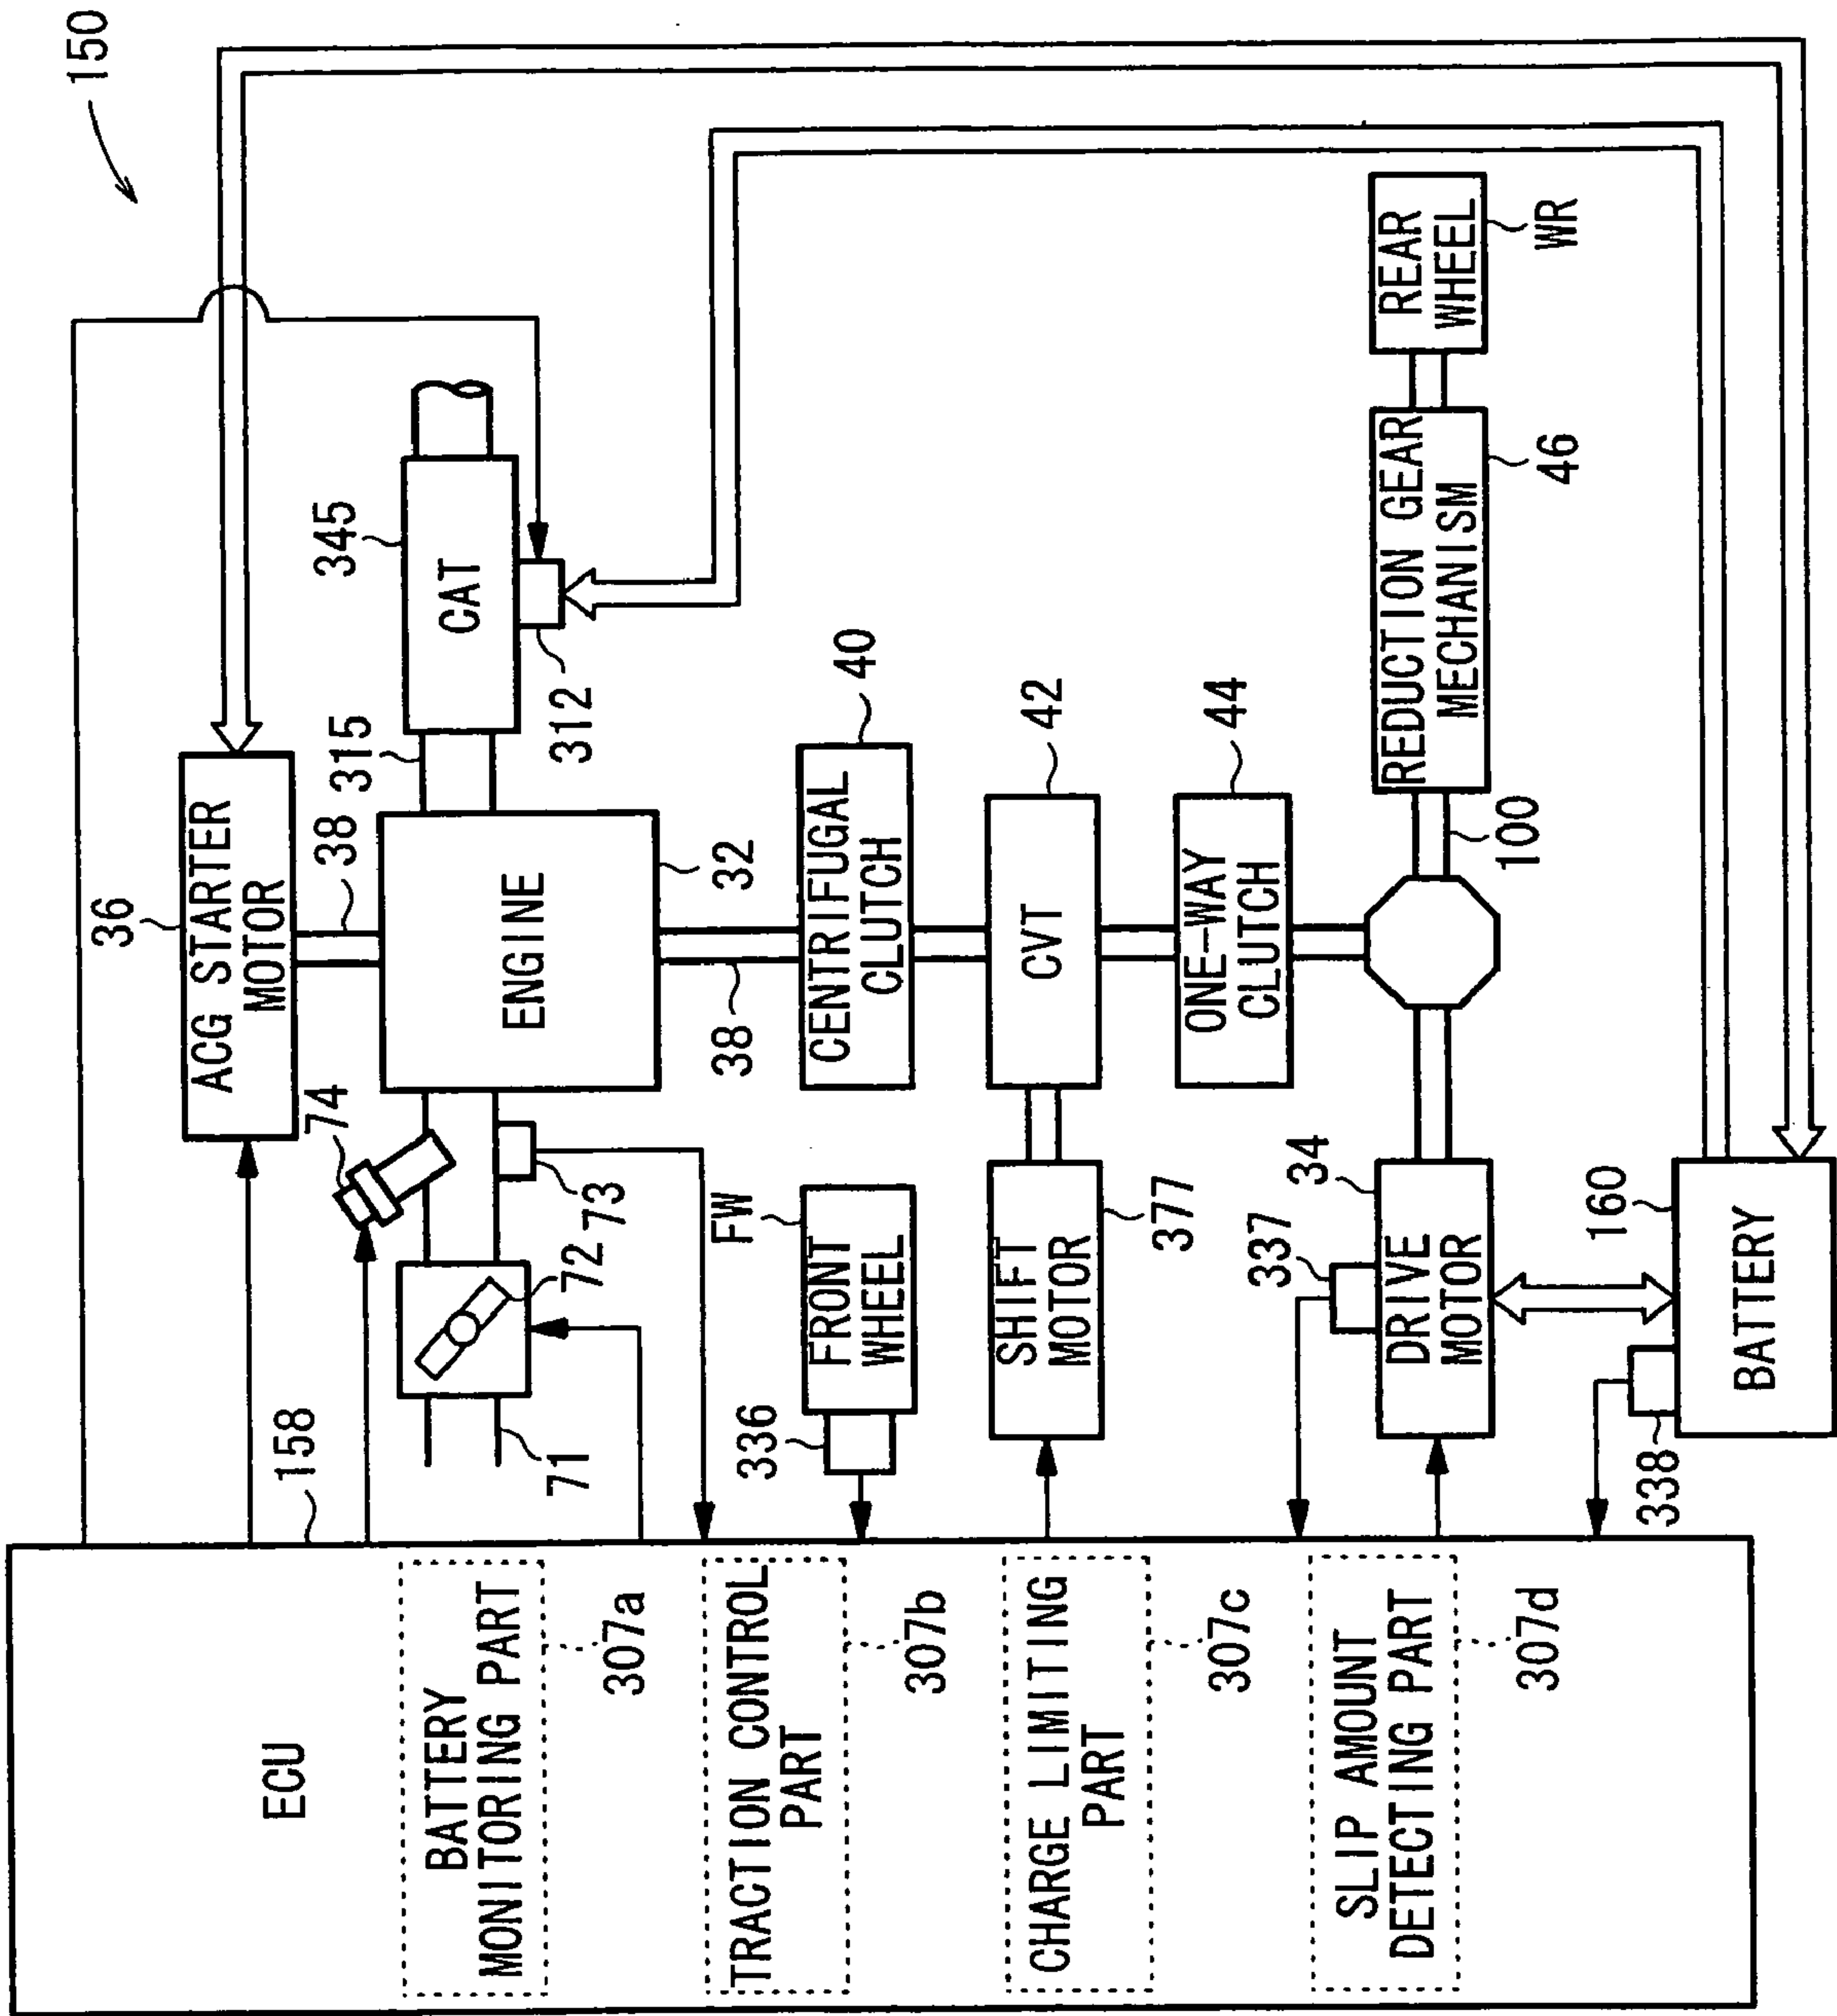 150
ECU
BATTERY
MONITORING PART
307a
TRACTION CONTROL
PART
307b
CHARGE LIMITING
PART
307c
SLIP AMOUNT
DETECTING PART
307d
158
36
ACG STARTER
MOTOR
38
74
72
73
71
ENGINE
32
38
315
345
CAT
312
FW
FRONT
WHEEL
336
CENTRIFUGAL
CLUTCH
40
SHIFT
MOTOR
377
CVT
42
ONE-WAY
CLUTCH
44
337
34
DRIVE
MOTOR
100
REDUCTION GEAR
MECHANISM
46
REAR
WHEEL
WR
338
160
BATTERY